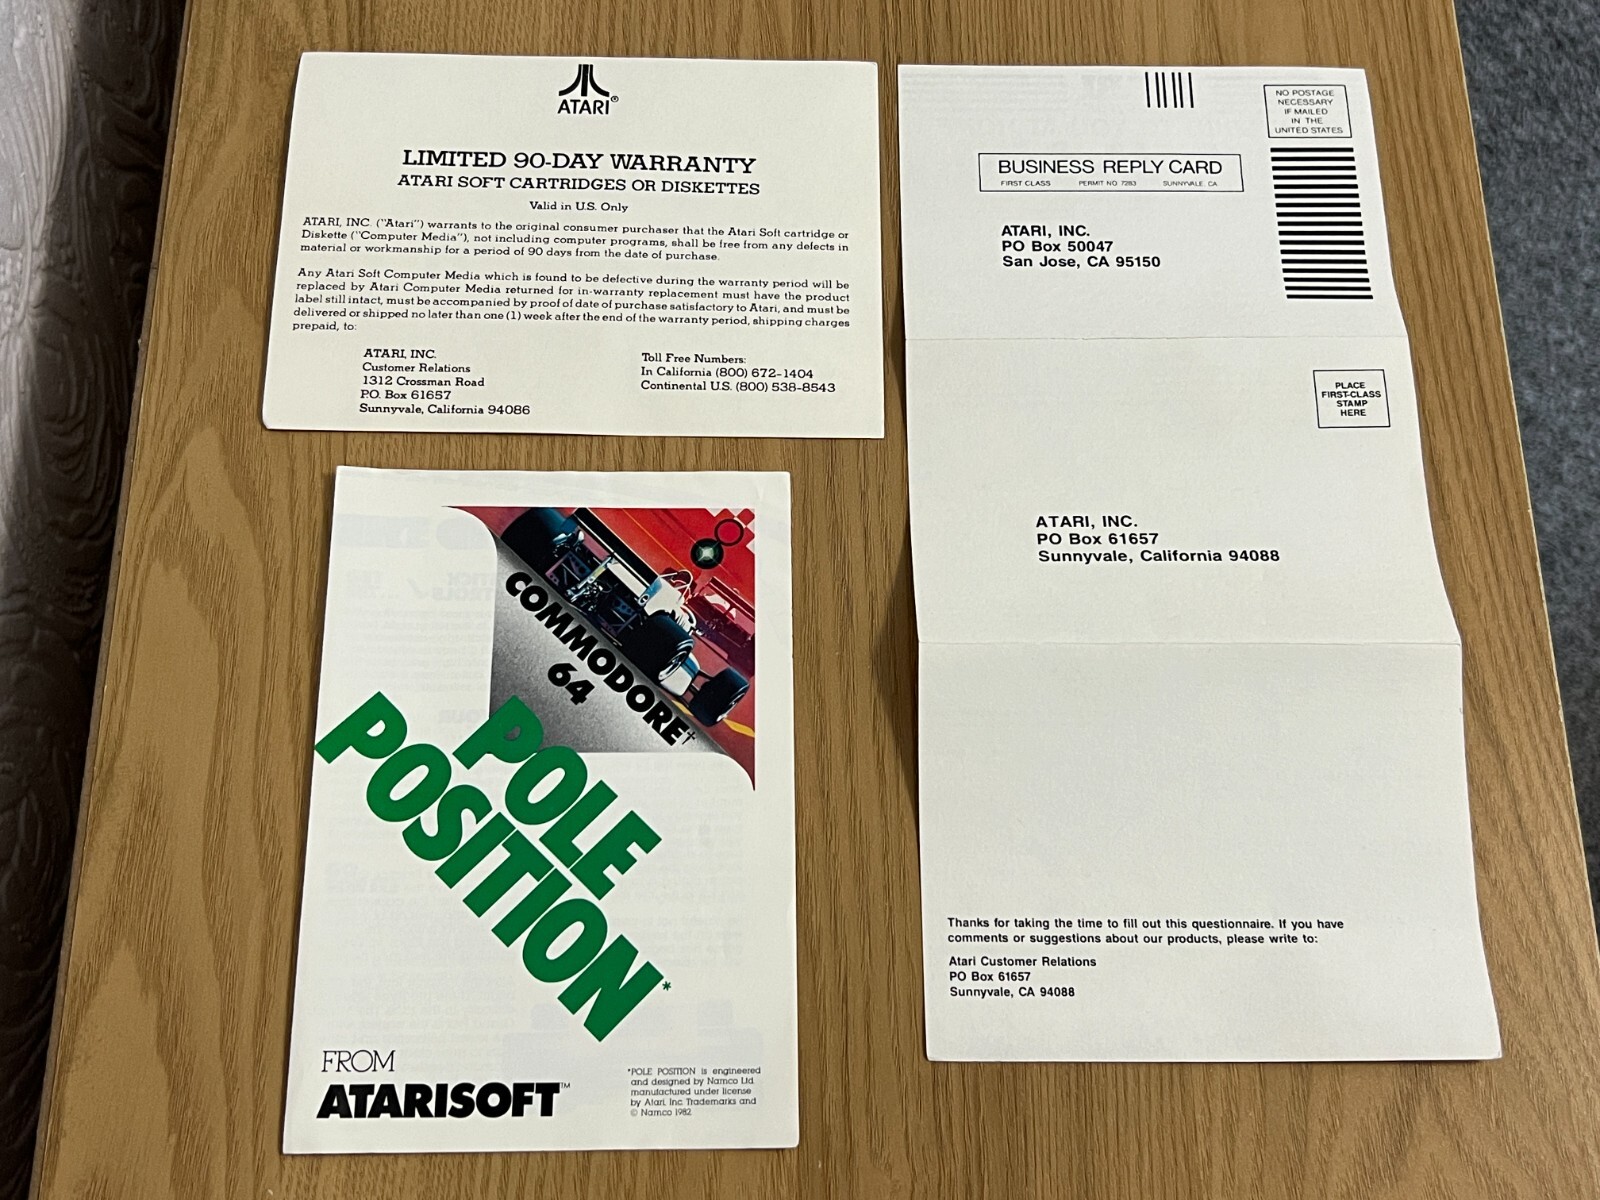 ATARI®
LIMITED 90-DAY WARRANTY
ATARI SOFT CARTRIDGES OR DISKETTES
Valid in U.S. Only
ATARI, INC. ("Atari") warrants to the original consumer purchaser that the Atari Soft cartridge or
Diskette ("Computer Media"), not including computer programs, shall be free from any defects in
material or workmanship for a period of 90 days from the date of purchase.
Any Atari Soft Computer Media which is found to be defective during the warranty period will be
replaced by Atari Computer Media returned for in-warranty replacement must have the product
label still intact, must be accompanied by proof of date of purchase satisfactory to Atari, and must be
delivered or shipped no later than one (1) week after the end of the warranty period, shipping charges
prepaid, to:
ATARI, INC.
Customer Relations
1312 Crossman Road
P.O. Box 61657
Sunnyvale, California 94086
Toll Free Numbers:
In California (800) 672-1404
Continental U.S. (800) 538-8543
COMMODORE†
64
POLE
POSITION*
FROM
ATARISOFT™
*POLE POSITION is engineered
and designed by Namco Ltd.
manufactured under license
by Atari, Inc. Trademarks and
© Namco 1982.
NO POSTAGE
NECESSARY
IF MAILED
IN THE
UNITED STATES
BUSINESS REPLY CARD
FIRST CLASS PERMIT NO 7283 SUNNYVALE, CA
ATARI, INC.
PO Box 50047
San Jose, CA 95150
PLACE
FIRST-CLASS
STAMP
HERE
ATARI, INC.
PO Box 61657
Sunnyvale, California 94088
Thanks for taking the time to fill out this questionnaire. If you have
comments or suggestions about our products, please write to:
Atari Customer Relations
PO Box 61657
Sunnyvale, CA 94088